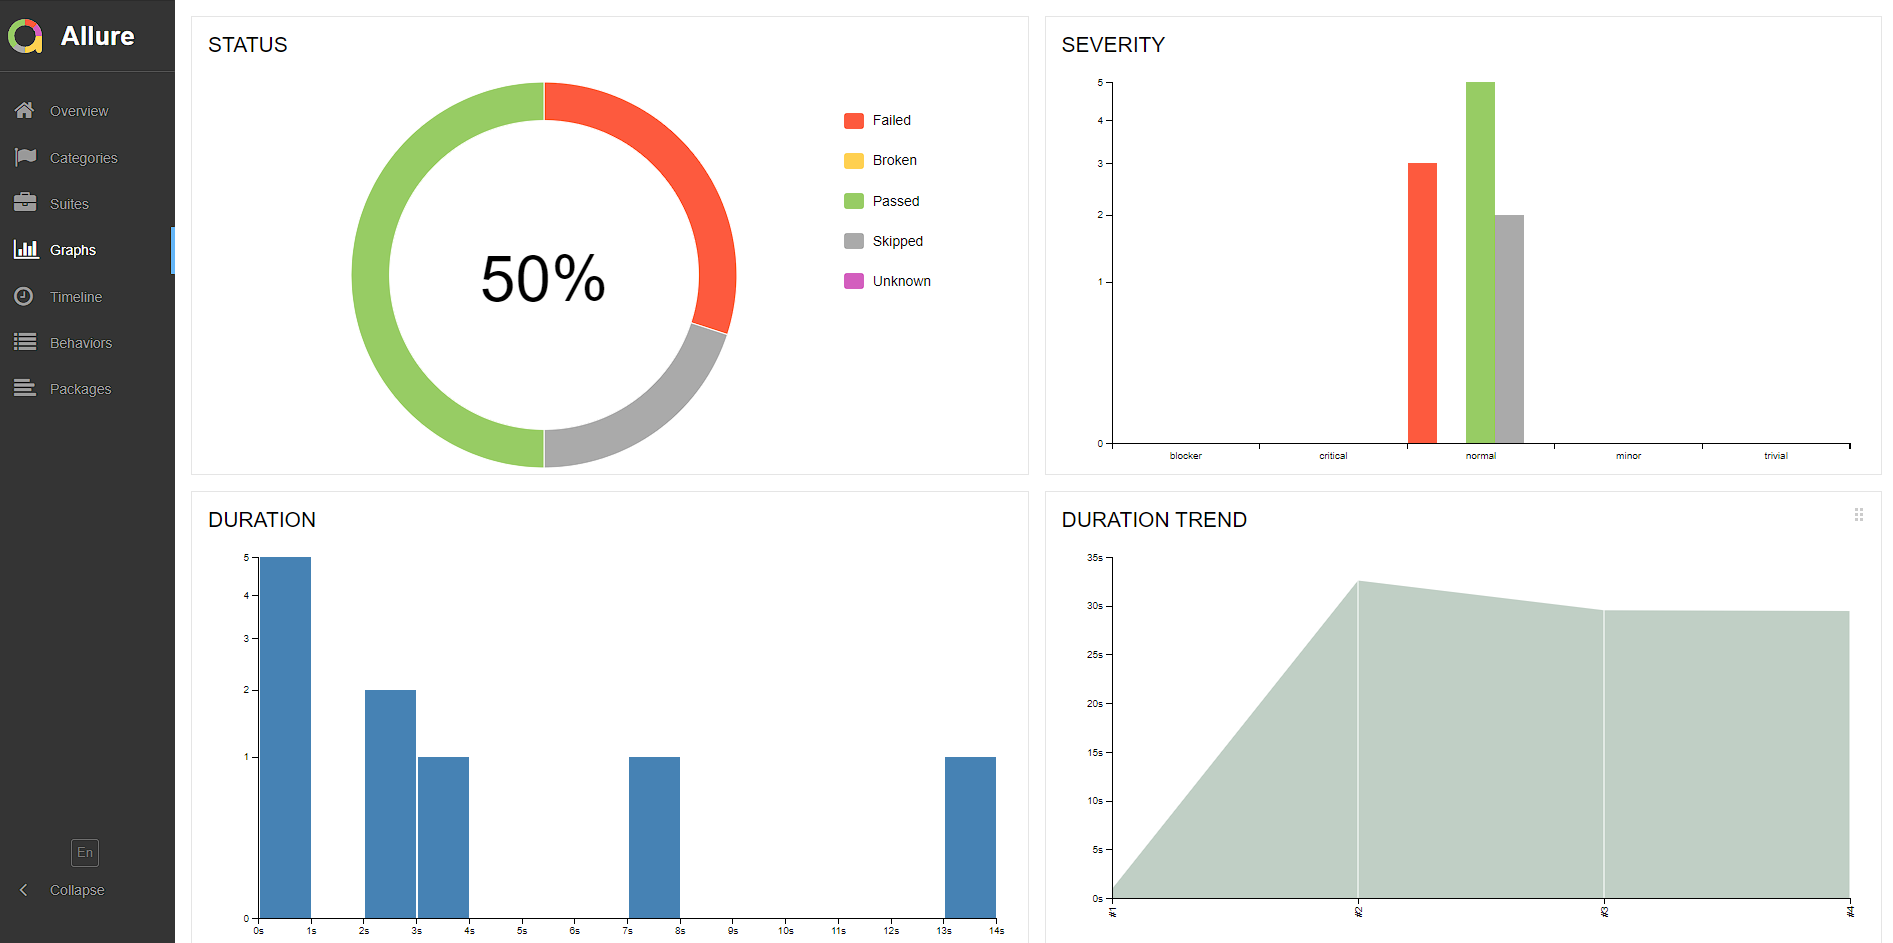 Allure
Overview
Categories
Suites
Graphs
Timeline
Behaviors
Packages
En
Collapse
STATUS
50%
Failed
Broken
Passed
Skipped
Unknown
SEVERITY
5
4
3
2
1
0
blocker critical normal minor trivial
DURATION
5
4
3
2
1
0
0s 1s 2s 3s 4s 5s 6s 7s 8s 9s 10s 11s 12s 13s 14s
DURATION TREND
35s
30s
25s
20s
15s
10s
5s
0s
#1 #2 #3 #4